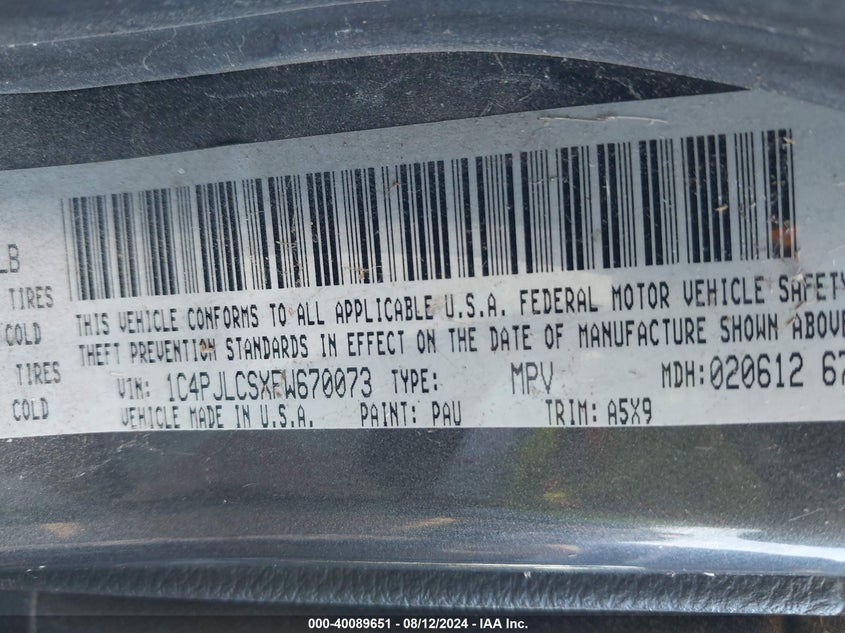 LB
TIRES
COLD
TIRES
COLD
THIS VEHICLE CONFORMS TO ALL APPLICABLE U.S.A. FEDERAL MOTOR VEHICLE SAFETY
THEFT PREVENTION STANDARDS IN EFFECT ON THE DATE OF MANUFACTURE SHOWN ABOVE
VIN: 1C4PJLCSXFW670073 TYPE: MPV MDH:020612 67
VEHICLE MADE IN U.S.A. PAINT: PAU TRIM: A5X9
000-40089651 - 08/12/2024 - IAA Inc.